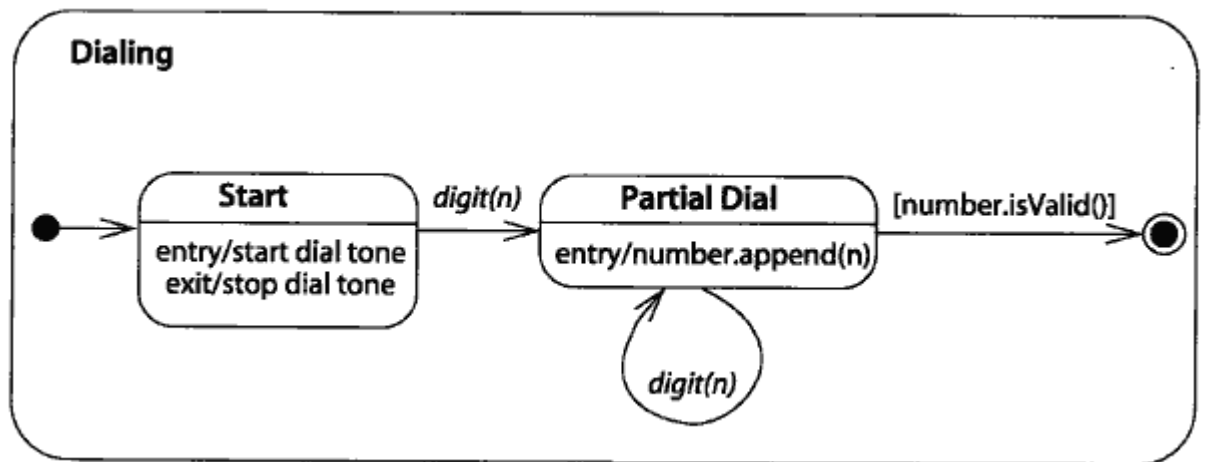 Dialing
Start
entry/start dial tone
exit/stop dial tone
digit(n)
Partial Dial
entry/number.append(n)
digit(n)
[number.isValid()]